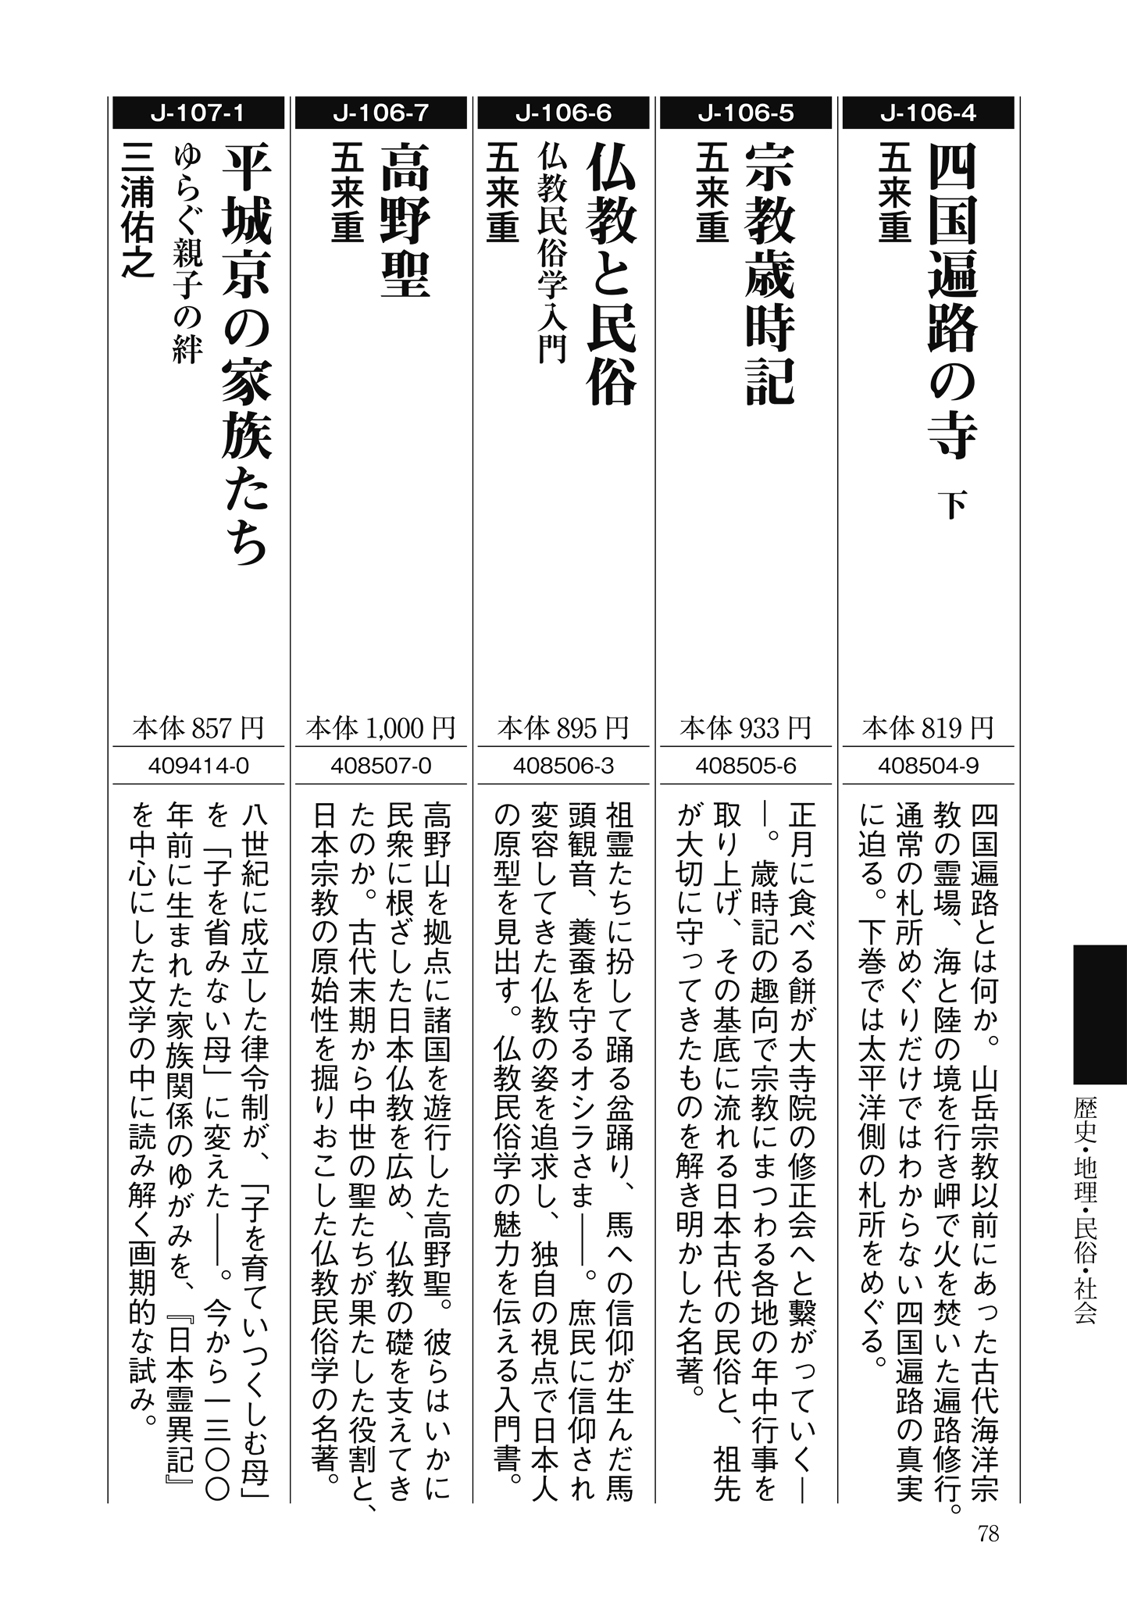 J-106-4
四国遍路の寺 下
五来重
本体 819 円
408504-9
四国遍路とは何か。山岳宗教以前にあった古代海洋宗
教の霊場、海と陸の境を行き岬で火を焚いた遍路修行。
通常の札所めぐりだけではわからない四国遍路の真実
に迫る。下巻では太平洋側の札所をめぐる。
J-106-5
宗教歳時記
五来重
本体 933 円
408505-6
正月に食べる餅が大寺院の修正会へと繋がっていく―
―。歳時記の趣向で宗教にまつわる各地の年中行事を
取り上げ、その基底に流れる日本古代の民俗と、祖先
が大切に守ってきたものを解き明かした名著。
J-106-6
仏教と民俗
仏教民俗学入門
五来重
本体 895 円
408506-3
祖霊たちに扮して踊る盆踊り、馬への信仰が生んだ馬
頭観音、養蚕を守るオシラさま――。庶民に信仰され
変容してきた仏教の姿を追求し、独自の視点で日本人
の原型を見出す。仏教民俗学の魅力を伝える入門書。
J-106-7
高野聖
五来重
本体 1,000 円
408507-0
高野山を拠点に諸国を遊行した高野聖。彼らはいかに
民衆に根ざした日本仏教を広め、仏教の礎を支えてき
たのか。古代末期から中世の聖たちが果たした役割と、
日本宗教の原始性を掘りおこした仏教民俗学の名著。
J-107-1
平城京の家族たち
ゆらぐ親子の絆
三浦佑之
本体 857 円
409414-0
八世紀に成立した律令制が、「子を育ていつくしむ母」
を「子を省みない母」に変えた――。今から一三〇〇
年前に生まれた家族関係のゆがみを、『日本霊異記』
を中心にした文学の中に読み解く画期的な試み。
歴史・地理・民俗・社会
78